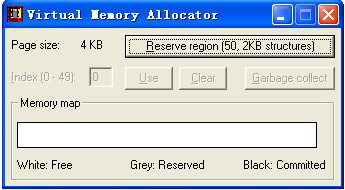 Virtual Memory Allocator
Page size: 4 KB Reserve region (50, 2KB structures)
Index (0 - 49): 0 Use Clear Garbage collect
Memory map
White: Free Grey: Reserved Black: Committed